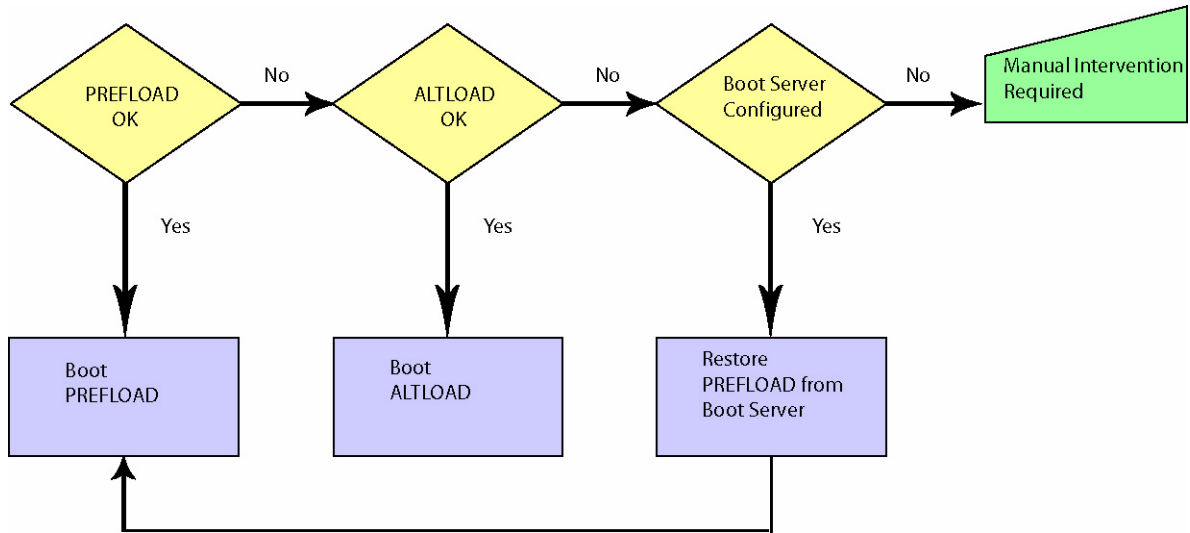 PREFLOAD
OK
No
ALTLOAD
OK
No
Boot Server
Configured
No
Manual Intervention
Required
Yes
Yes
Yes
Boot
PREFLOAD
Boot
ALTLOAD
Restore
PREFLOAD from
Boot Server